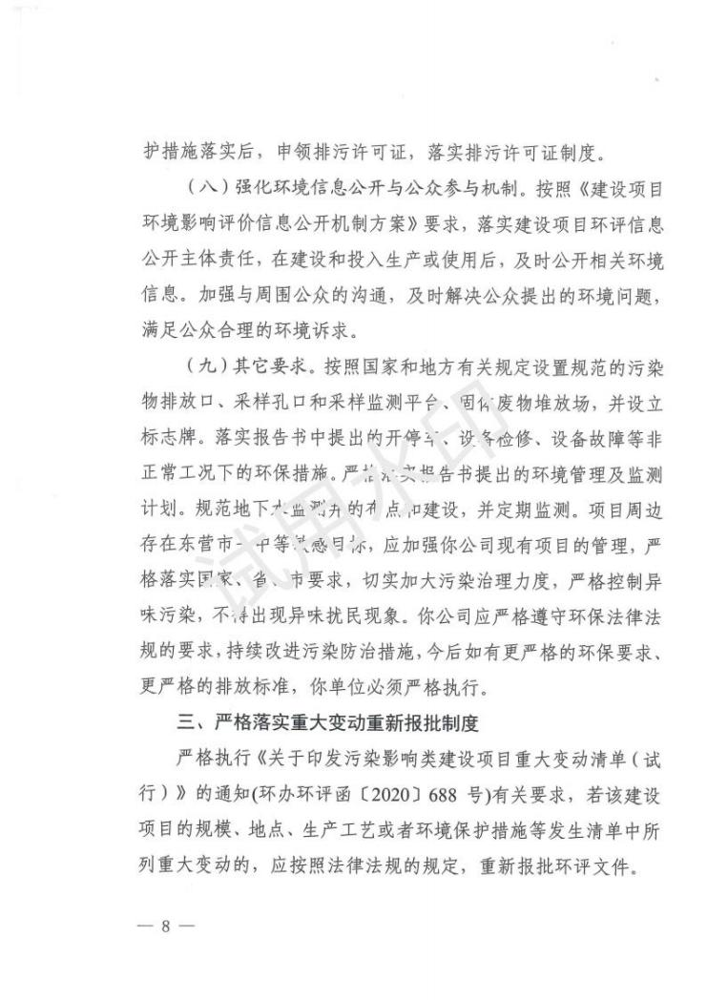 护措施落实后，申领排污许可证，落实排污许可证制度。
（八）强化环境信息公开与公众参与机制。按照《建设项目
环境影响评价信息公开机制方案》要求，落实建设项目环评信息
公开主体责任，在建设和投入生产或使用后，及时公开相关环境
信息。加强与周围公众的沟通，及时解决公众提出的环境问题，
满足公众合理的环境诉求。
（九）其它要求。按照国家和地方有关规定设置规范的污染
物排放口、采样孔口和采样监测平台、固体废物堆放场，并设立
标志牌。落实报告书中提出的开停车、设备检修、设备故障等非
正常工况下的环保措施。严格落实报告书提出的环境管理及监测
计划。规范地下水监测井的布点和建设，并定期监测。项目周边
存在东营市一中等敏感目标，应加强你公司现有项目的管理，严
格落实国家、省、市要求，切实加大污染治理力度，严格控制异
味污染，不得出现异味扰民现象。你公司应严格遵守环保法律法
规的要求，持续改进污染防治措施，今后如有更严格的环保要求、
更严格的排放标准，你单位必须严格执行。
三、严格落实重大变动重新报批制度
严格执行《关于印发污染影响类建设项目重大变动清单（试
行）》的通知(环办环评函〔2020〕688 号)有关要求，若该建设
项目的规模、地点、生产工艺或者环境保护措施等发生清单中所
列重大变动的，应按照法律法规的规定，重新报批环评文件。
— 8 —
试用水印